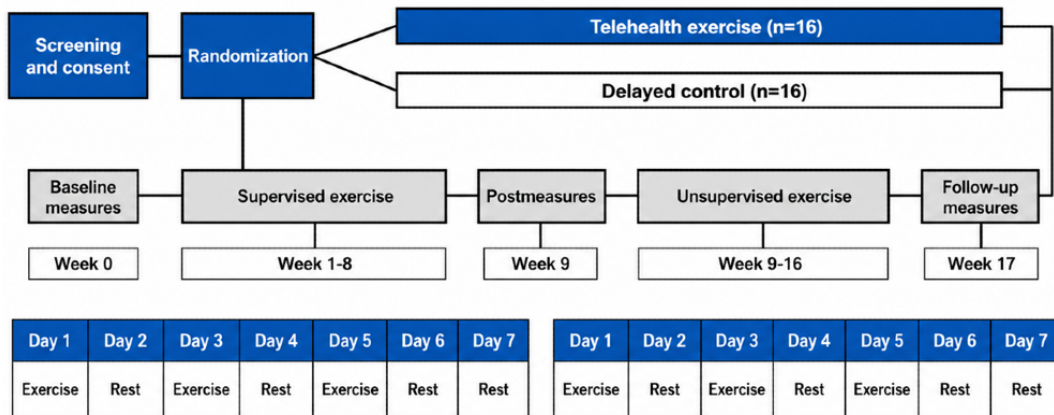 Screening
and consent
Randomization
Telehealth exercise (n=16)
Delayed control (n=16)
Baseline
measures
Supervised exercise
Postmeasures
Unsupervised exercise
Follow-up
measures
Week 0
Week 1-8
Week 9
Week 9-16
Week 17
Day 1 Day 2 Day 3 Day 4 Day 5 Day 6 Day 7
Exercise Rest Exercise Rest Exercise Rest Rest
Day 1 Day 2 Day 3 Day 4 Day 5 Day 6 Day 7
Exercise Rest Exercise Rest Exercise Rest Rest